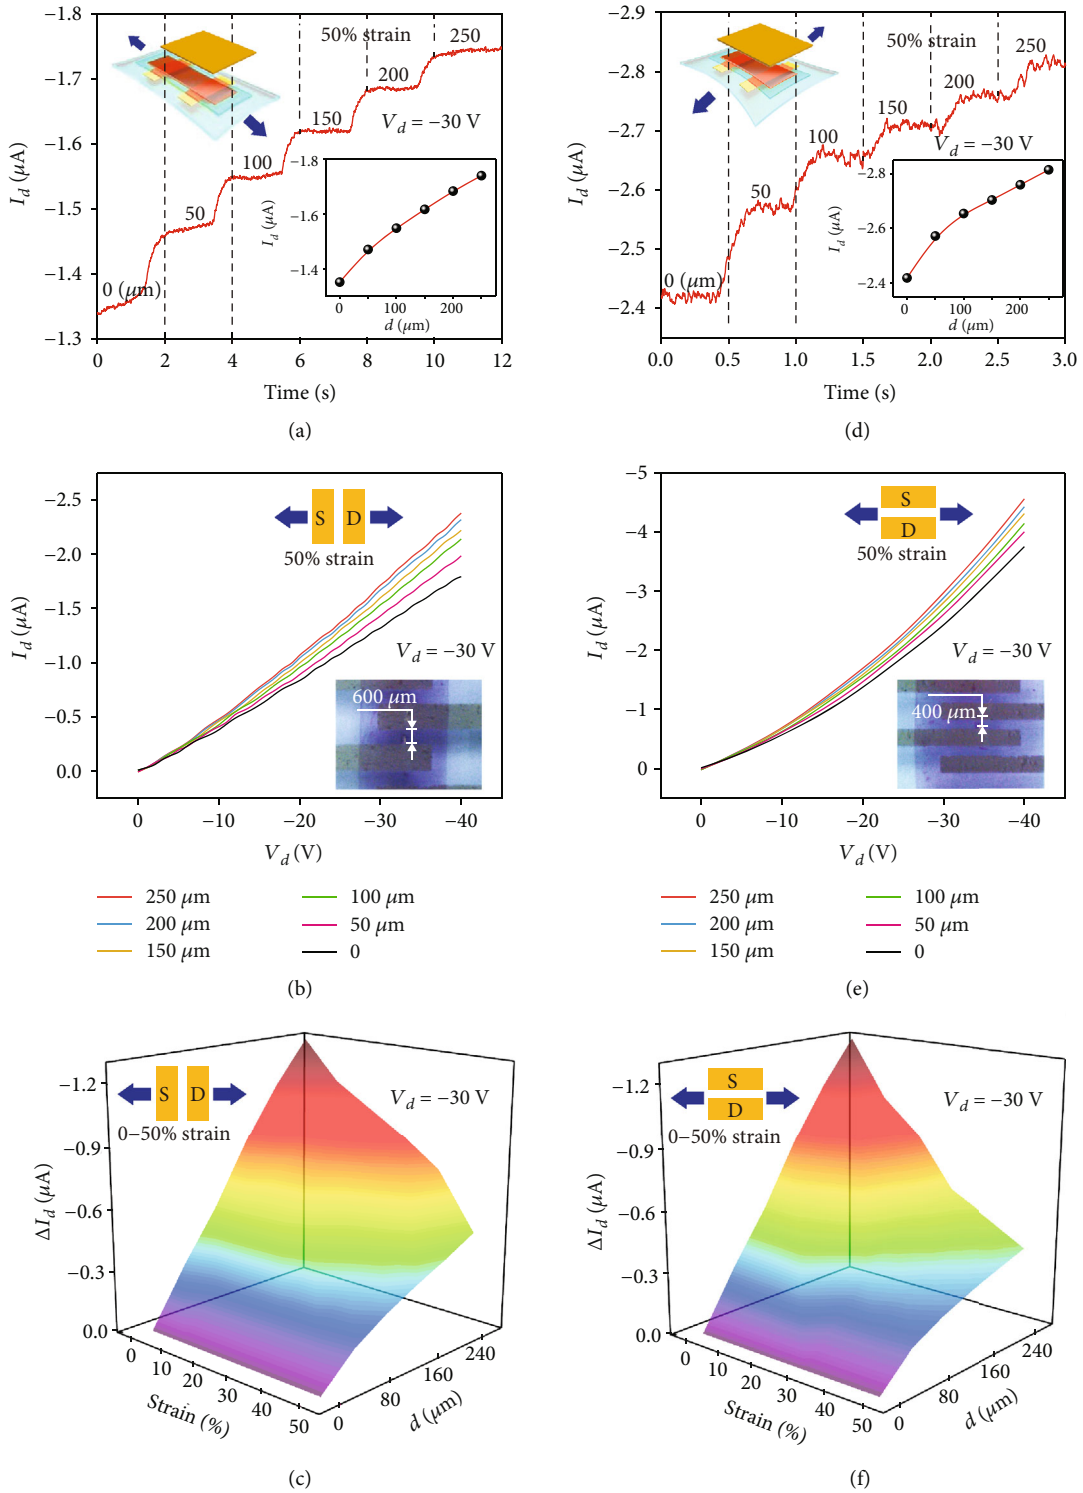 −1.8
−1.7
−1.6
−1.5
−1.4
−1.3
I_d (μA)
50% strain
250
200
150
100
50
0 (μm)
V_d = −30 V
−1.8
−1.6
−1.4
I_d (μA)
0 100 200
d (μm)
0 2 4 6 8 10 12
Time (s)
(a)
−2.9
−2.8
−2.7
−2.6
−2.5
−2.4
I_d (μA)
50% strain
250
200
150
100
50
0 (μm)
V_d = −30 V
−2.8
−2.6
−2.4
I_d (μA)
0 100 200
d (μm)
0.0 0.5 1.0 1.5 2.0 2.5 3.0
Time (s)
(d)
−2.5
−2.0
−1.5
−1.0
−0.5
0.0
I_d (μA)
S D
50% strain
V_d = −30 V
600 μm
0 −10 −20 −30 −40
V_d (V)
250 μm 100 μm
200 μm 50 μm
150 μm 0
(b)
−5
−4
−3
−2
−1
0
I_d (μA)
S
D
50% strain
V_d = −30 V
400 μm
0 −10 −20 −30 −40
V_d (V)
250 μm 100 μm
200 μm 50 μm
150 μm 0
(e)
−1.2
−0.9
−0.6
−0.3
0.0
ΔI_d (μA)
S D
0−50% strain
V_d = −30 V
0 10 20 30 40 50
Strain (%)
0 80 160 240
d (μm)
(c)
−1.2
−0.9
−0.6
−0.3
0.0
ΔI_d (μA)
S
D
0−50% strain
V_d = −30 V
0 10 20 30 40 50
Strain (%)
0 80 160 240
d (μm)
(f)